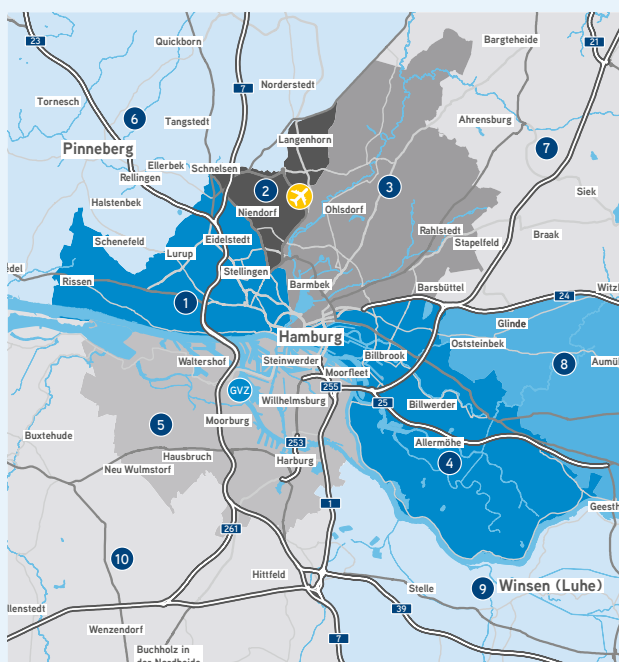 23
Quickborn
Bargteheide
21
7
Norderstedt
Tornesch
6
Tangstedt
Ahrensburg
Langenhorn
7
Pinneberg
Ellerbek
Schnelsen
Rellingen
2
3
Siek
Halstenbek
Niendorf
Ohlsdorf
Rahlstedt
Braak
Schenefeld
Eidelstedt
Stapelfeld
Lurup
Stellingen
Rissen
Barmbek
Barsbüttel
24
1
Glinde
Hamburg
Oststeinbek
Waltershof
Steinwerder
Billbrook
8
Moorfleet
255
GVZ
Willhelmsburg
25
Billwerder
5
Moorburg
Buxtehude
253
Allermöhe
Hausbruch
Harburg
4
Neu Wulmstorf
1
261
10
Hittfeld
Stelle
9
Winsen (Luhe)
39
Wenzendorf
7
Buchholz in